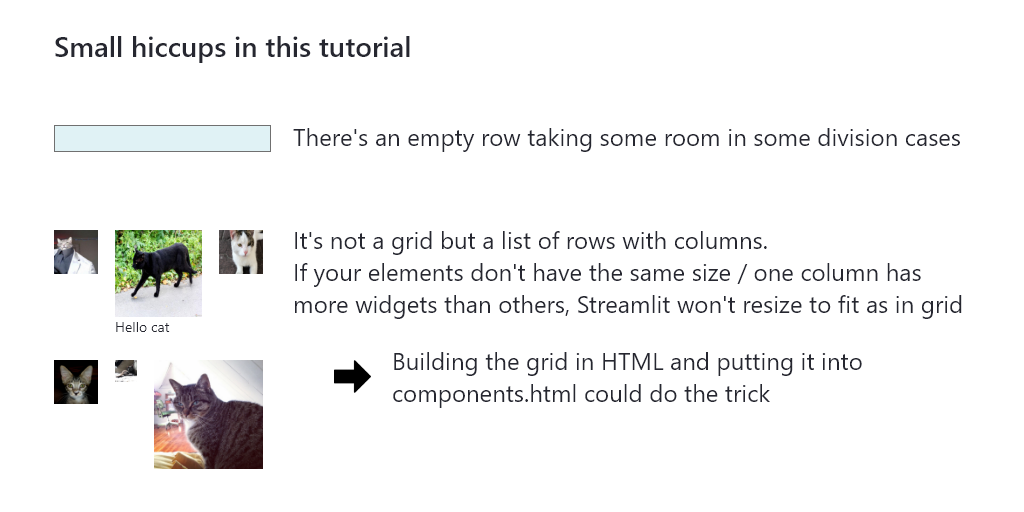 Small hiccups in this tutorial
There's an empty row taking some room in some division cases
It's not a grid but a list of rows with columns.
If your elements don't have the same size / one column has
more widgets than others, Streamlit won't resize to fit as in grid
Hello cat
Building the grid in HTML and putting it into
components.html could do the trick